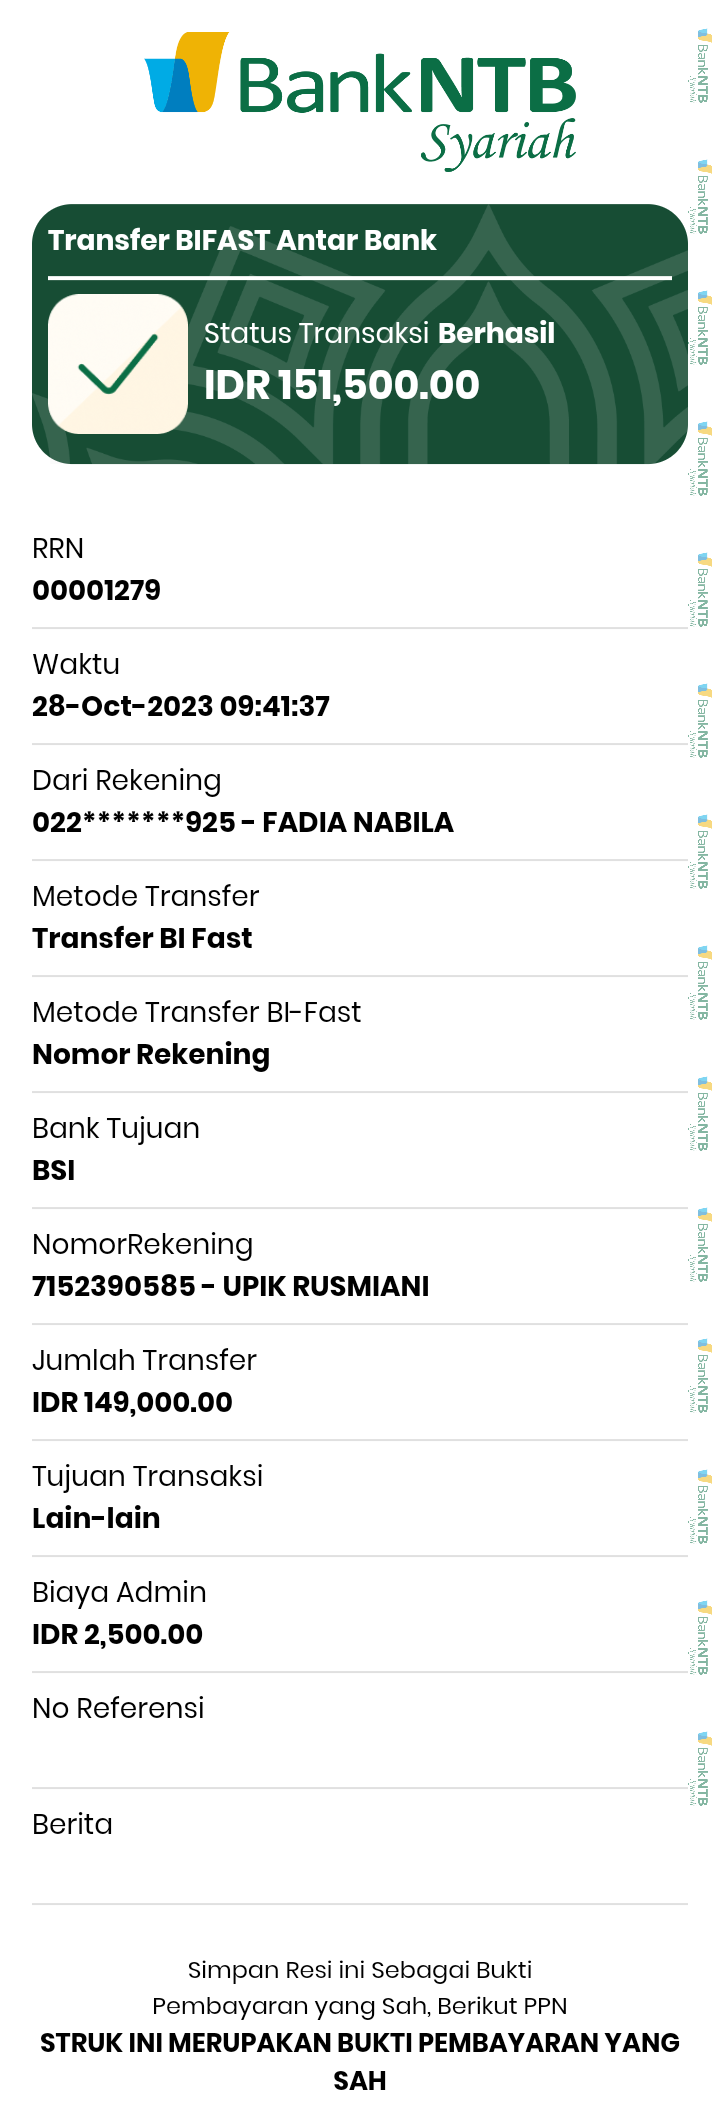 BankNTB
Syariah
Transfer BIFAST Antar Bank
Status Transaksi Berhasil
IDR 151,500.00
RRN
00001279
Waktu
28-Oct-2023 09:41:37
Dari Rekening
022*******925 - FADIA NABILA
Metode Transfer
Transfer BI Fast
Metode Transfer BI-Fast
Nomor Rekening
Bank Tujuan
BSI
NomorRekening
7152390585 - UPIK RUSMIANI
Jumlah Transfer
IDR 149,000.00
Tujuan Transaksi
Lain-lain
Biaya Admin
IDR 2,500.00
No Referensi
Berita
Simpan Resi ini Sebagai Bukti
Pembayaran yang Sah, Berikut PPN
STRUK INI MERUPAKAN BUKTI PEMBAYARAN YANG
SAH
BankNTB
Syariah
BankNTB
Syariah
BankNTB
Syariah
BankNTB
Syariah
BankNTB
Syariah
BankNTB
Syariah
BankNTB
Syariah
BankNTB
Syariah
BankNTB
Syariah
BankNTB
Syariah
BankNTB
Syariah
BankNTB
Syariah
BankNTB
Syariah
BankNTB
Syariah